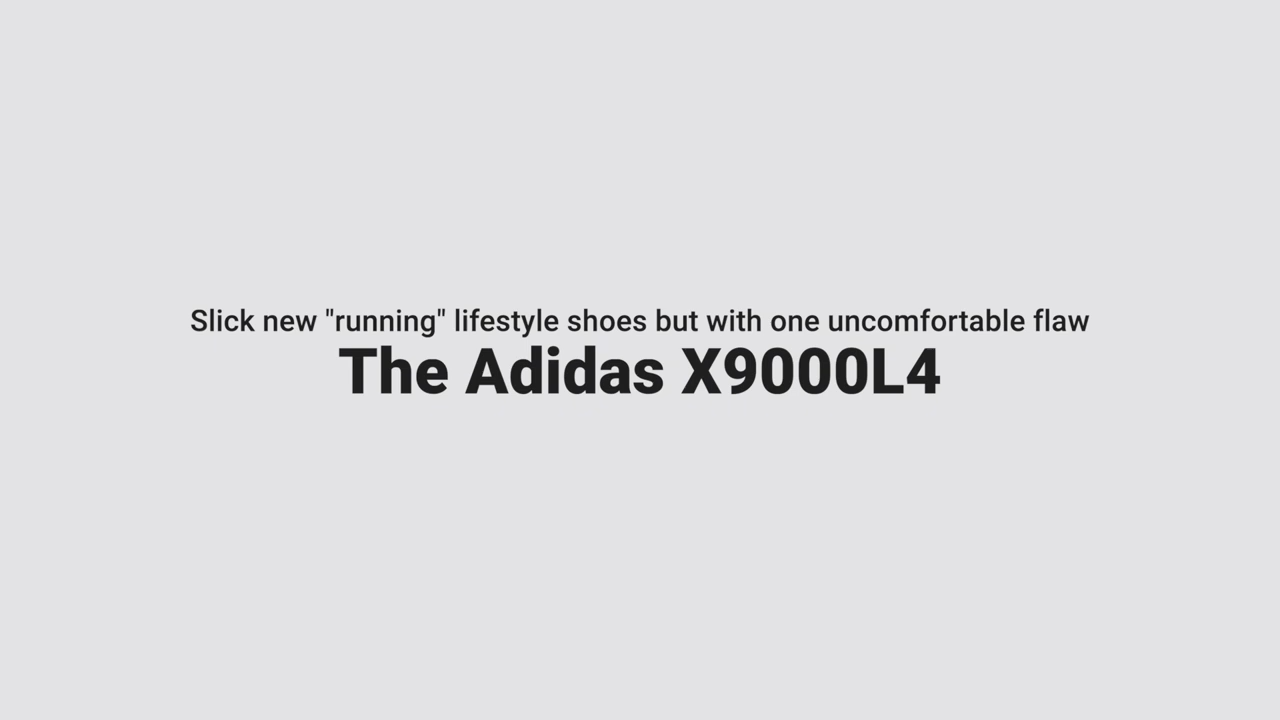 Slick new "running" lifestyle shoes but with one uncomfortable flaw
The Adidas X9000L4